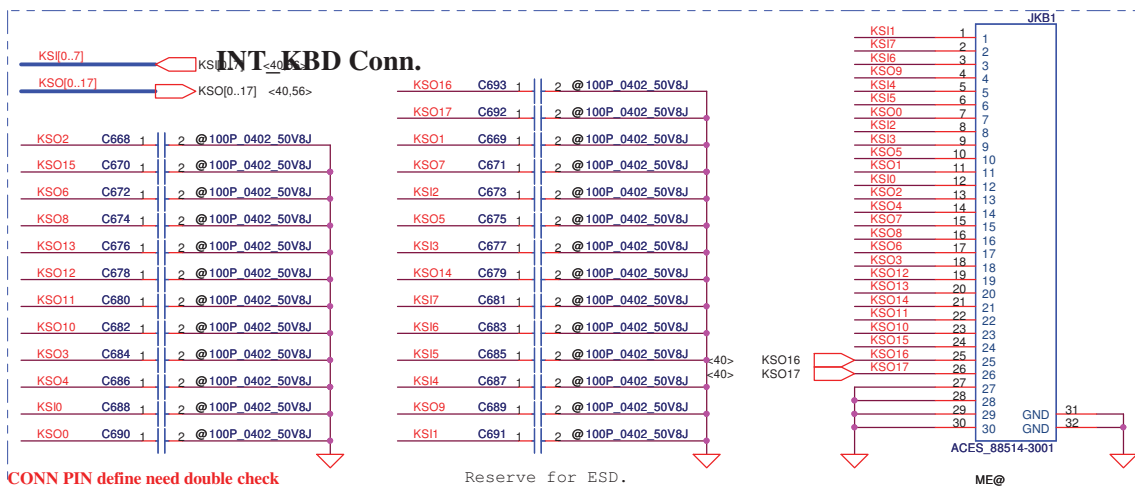 JKB1
INT_KBD Conn.
KSI[0..7] KSI[0..7] <40,56>
KSO[0..17] KSO[0..17] <40,56>
KSO2 C668 1 2 @100P_0402_50V8J
KSO15 C670 1 2 @100P_0402_50V8J
KSO6 C672 1 2 @100P_0402_50V8J
KSO8 C674 1 2 @100P_0402_50V8J
KSO13 C676 1 2 @100P_0402_50V8J
KSO12 C678 1 2 @100P_0402_50V8J
KSO11 C680 1 2 @100P_0402_50V8J
KSO10 C682 1 2 @100P_0402_50V8J
KSO3 C684 1 2 @100P_0402_50V8J
KSO4 C686 1 2 @100P_0402_50V8J
KSI0 C688 1 2 @100P_0402_50V8J
KSO0 C690 1 2 @100P_0402_50V8J
KSO16 C693 1 2 @100P_0402_50V8J
KSO17 C692 1 2 @100P_0402_50V8J
KSO1 C669 1 2 @100P_0402_50V8J
KSO7 C671 1 2 @100P_0402_50V8J
KSI2 C673 1 2 @100P_0402_50V8J
KSO5 C675 1 2 @100P_0402_50V8J
KSI3 C677 1 2 @100P_0402_50V8J
KSO14 C679 1 2 @100P_0402_50V8J
KSI7 C681 1 2 @100P_0402_50V8J
KSI6 C683 1 2 @100P_0402_50V8J
KSI5 C685 1 2 @100P_0402_50V8J
KSI4 C687 1 2 @100P_0402_50V8J
KSO9 C689 1 2 @100P_0402_50V8J
KSI1 C691 1 2 @100P_0402_50V8J
KSI1 1 1
KSI7 2 2
KSI6 3 3
KSO9 4 4
KSI4 5 5
KSI5 6 6
KSO0 7 7
KSI2 8 8
KSI3 9 9
KSO5 10 10
KSO1 11 11
KSI0 12 12
KSO2 13 13
KSO4 14 14
KSO7 15 15
KSO8 16 16
KSO6 17 17
KSO3 18 18
KSO12 19 19
KSO13 20 20
KSO14 21 21
KSO11 22 22
KSO10 23 23
KSO15 24 24
<40> KSO16 KSO16 25 25
<40> KSO17 KSO17 26 26
27 27
28 28
29 29 GND 31
30 30 GND 32
ACES_88514-3001
CONN PIN define need double check
Reserve for ESD.
ME@